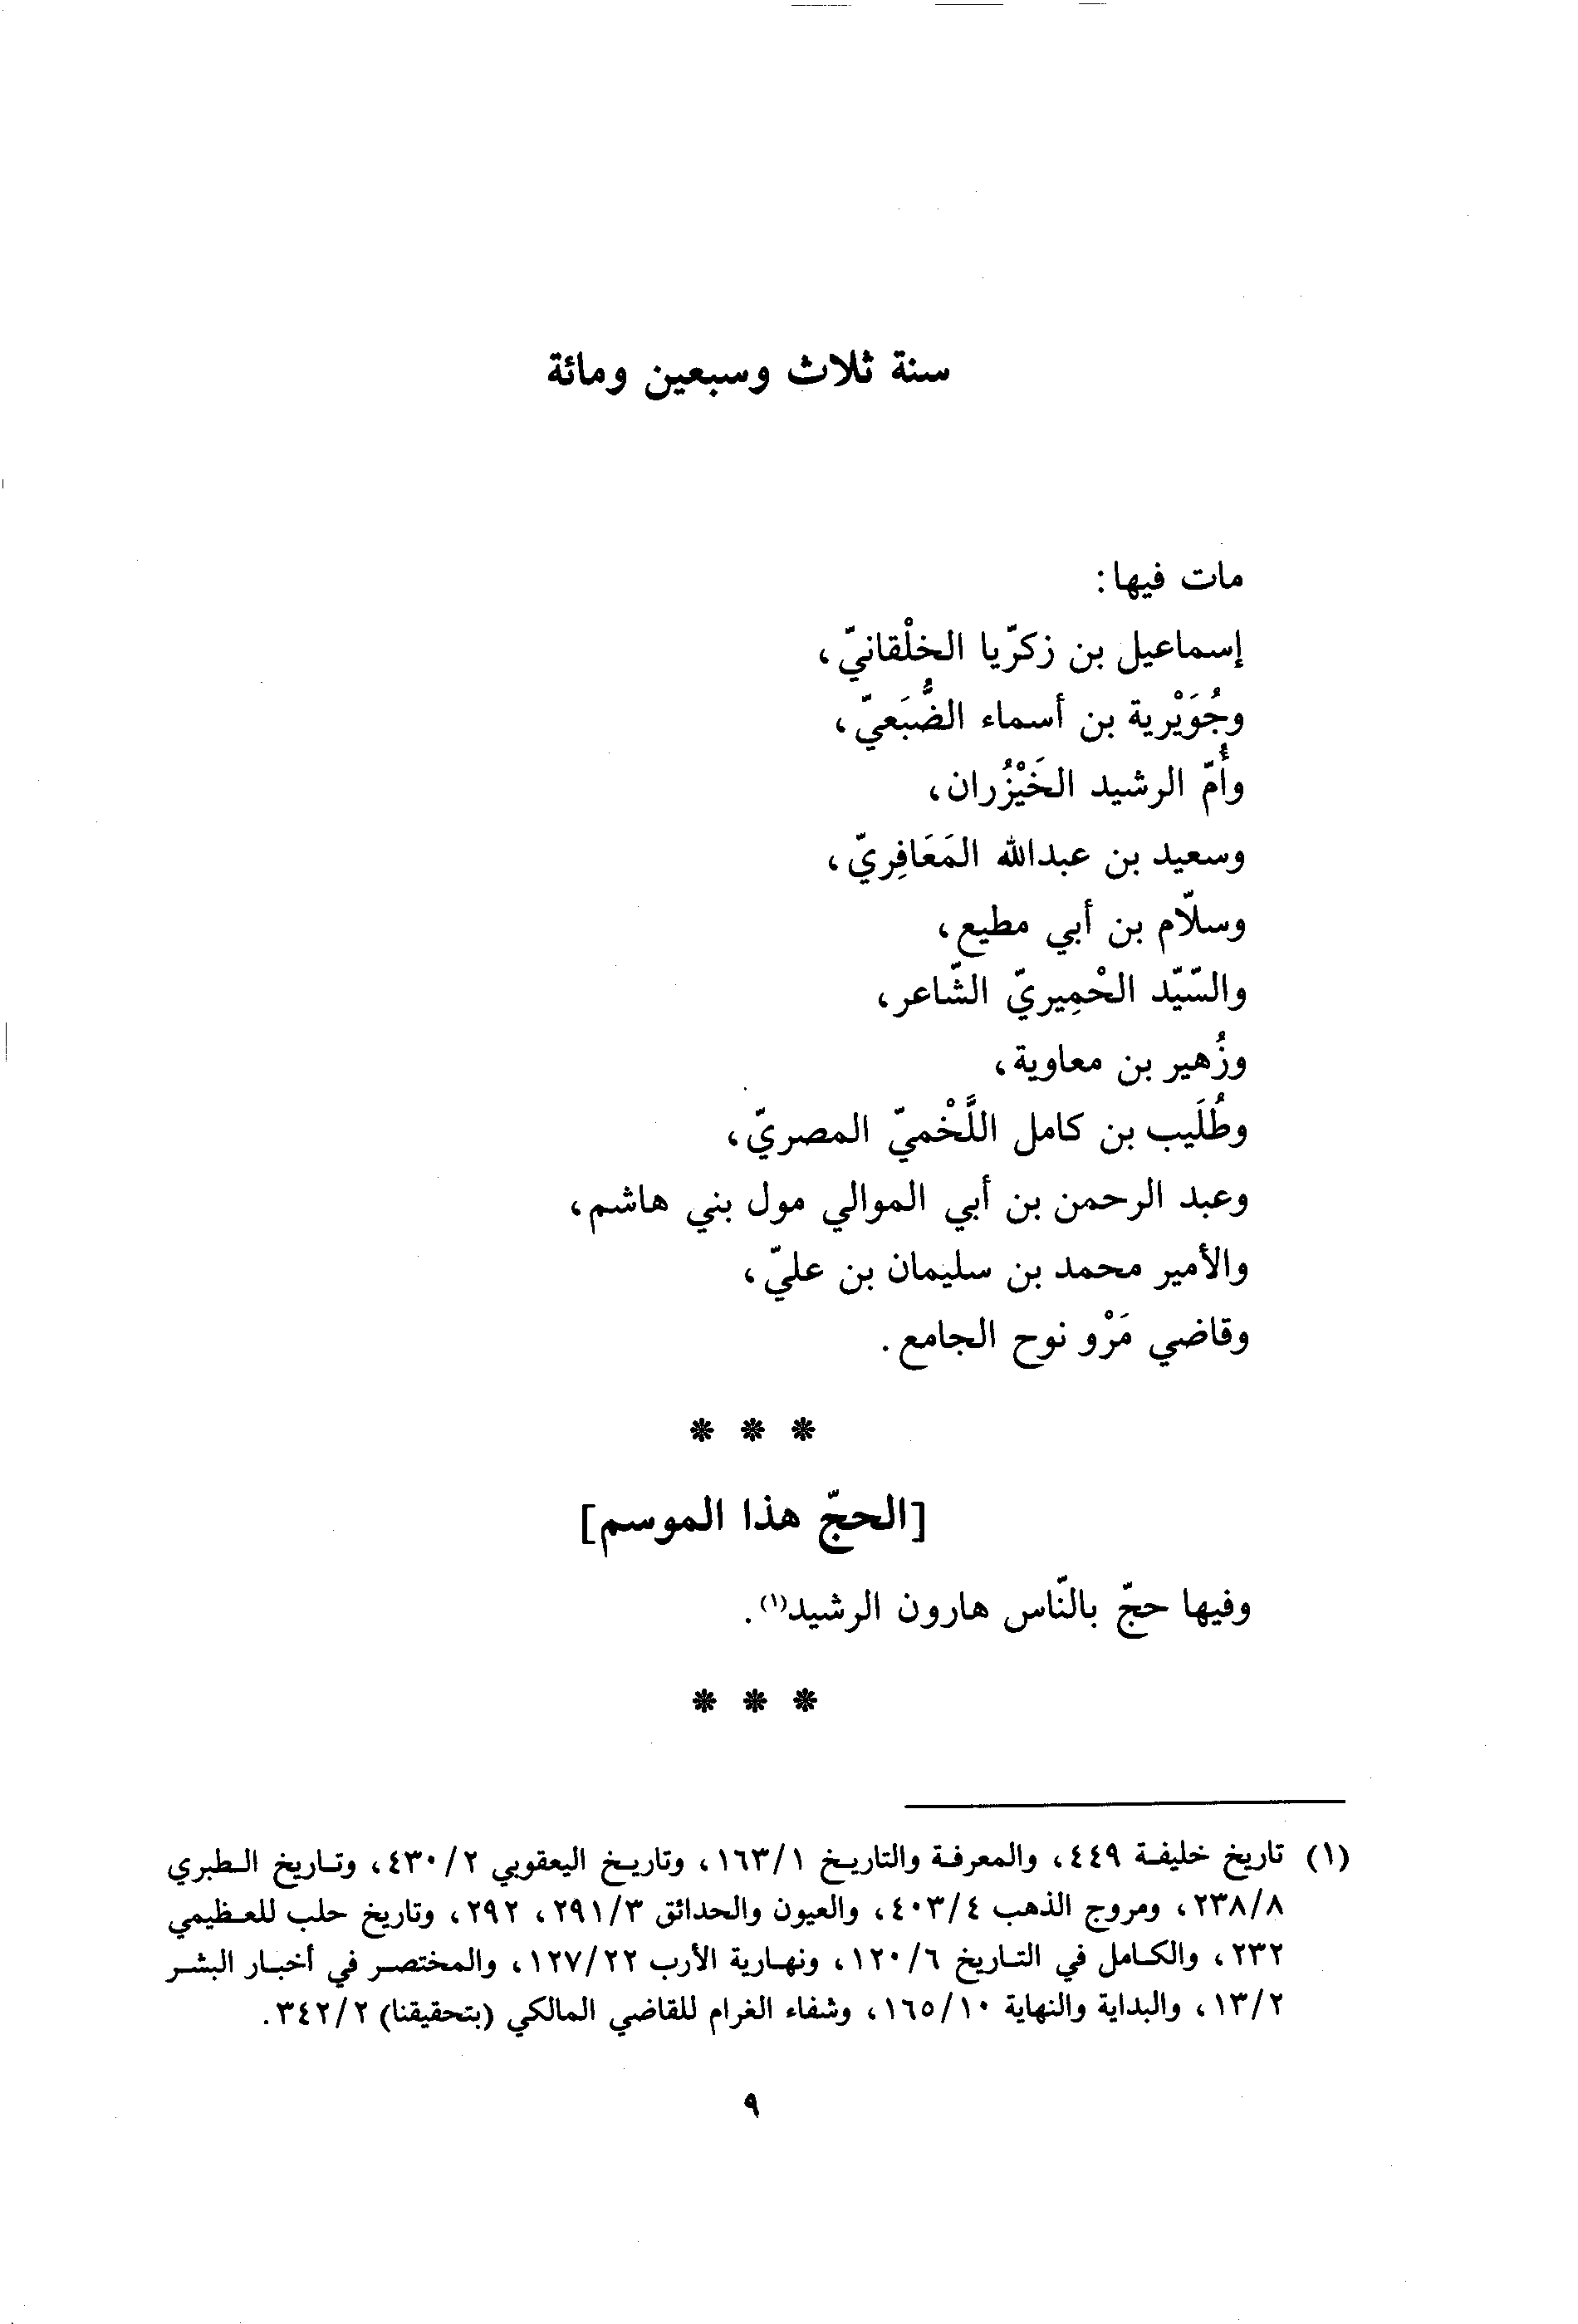 سنة ثلاث وسبعين ومائة
مات فيها:
إسماعيل بن زكرّيا الخلْقانيّ،
وجُوَيْرية بن أسماء الضُّبَعيّ،
وأُمّ الرشيد الخَيْزُران،
وسعيد بن عبدالله المَعَافِريّ،
وسلّام بن أبي مطيع،
والسّيّد الحْمِيريّ الشّاعر،
وزُهير بن معاوية،
وطُلَيب بن كامل اللَّخْميّ المصريّ،
وعبد الرحمن بن أبي الموالي مول بني هاشم،
والأمير محمد بن سليمان بن عليّ،
وقاضي مَرْو نوح الجامع.
* * *
[الحجّ هذا الموسم]
وفيها حجّ بالنّاس هارون الرشيد(١).
* * *
(١) تاريخ خليفة ٤٤٩، والمعرفة والتاريخ ١/١٦٣، وتاريخ اليعقوبي ٢/٤٣٠، وتاريخ الطبري
٨/٢٣٨، ومروج الذهب ٤/٤٠٣، والعيون والحدائق ٣/٢٩١، ٢٩٢، وتاريخ حلب للعظيمي
٢٣٢، والكامل في التاريخ ٦/١٢٠، ونهارية الأرب ٢٢/١٢٧، والمختصر في أخبار البشر
٢/١٣، والبداية والنهاية ١٠/١٦٥، وشفاء الغرام للقاضي المالكي (بتحقيقنا) ٢/٣٤٢.
٩